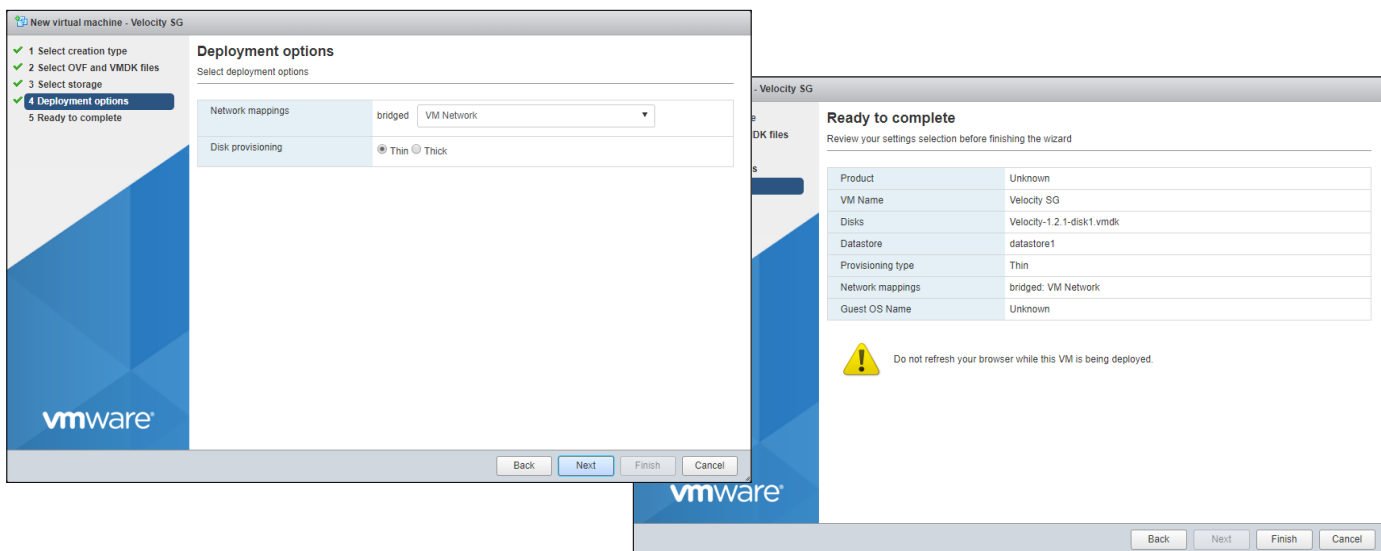 New virtual machine - Velocity SG
1 Select creation type
2 Select OVF and VMDK files
3 Select storage
4 Deployment options
5 Ready to complete
Deployment options
Select deployment options
Network mappings
bridged
VM Network
Disk provisioning
Thin
Thick
vmware®
Back
Next
Finish
Cancel
- Velocity SG
e
DK files
s
Ready to complete
Review your settings selection before finishing the wizard
Product Unknown
VM Name Velocity SG
Disks Velocity-1.2.1-disk1.vmdk
Datastore datastore1
Provisioning type Thin
Network mappings bridged: VM Network
Guest OS Name Unknown
Do not refresh your browser while this VM is being deployed.
vmware®
Back
Next
Finish
Cancel